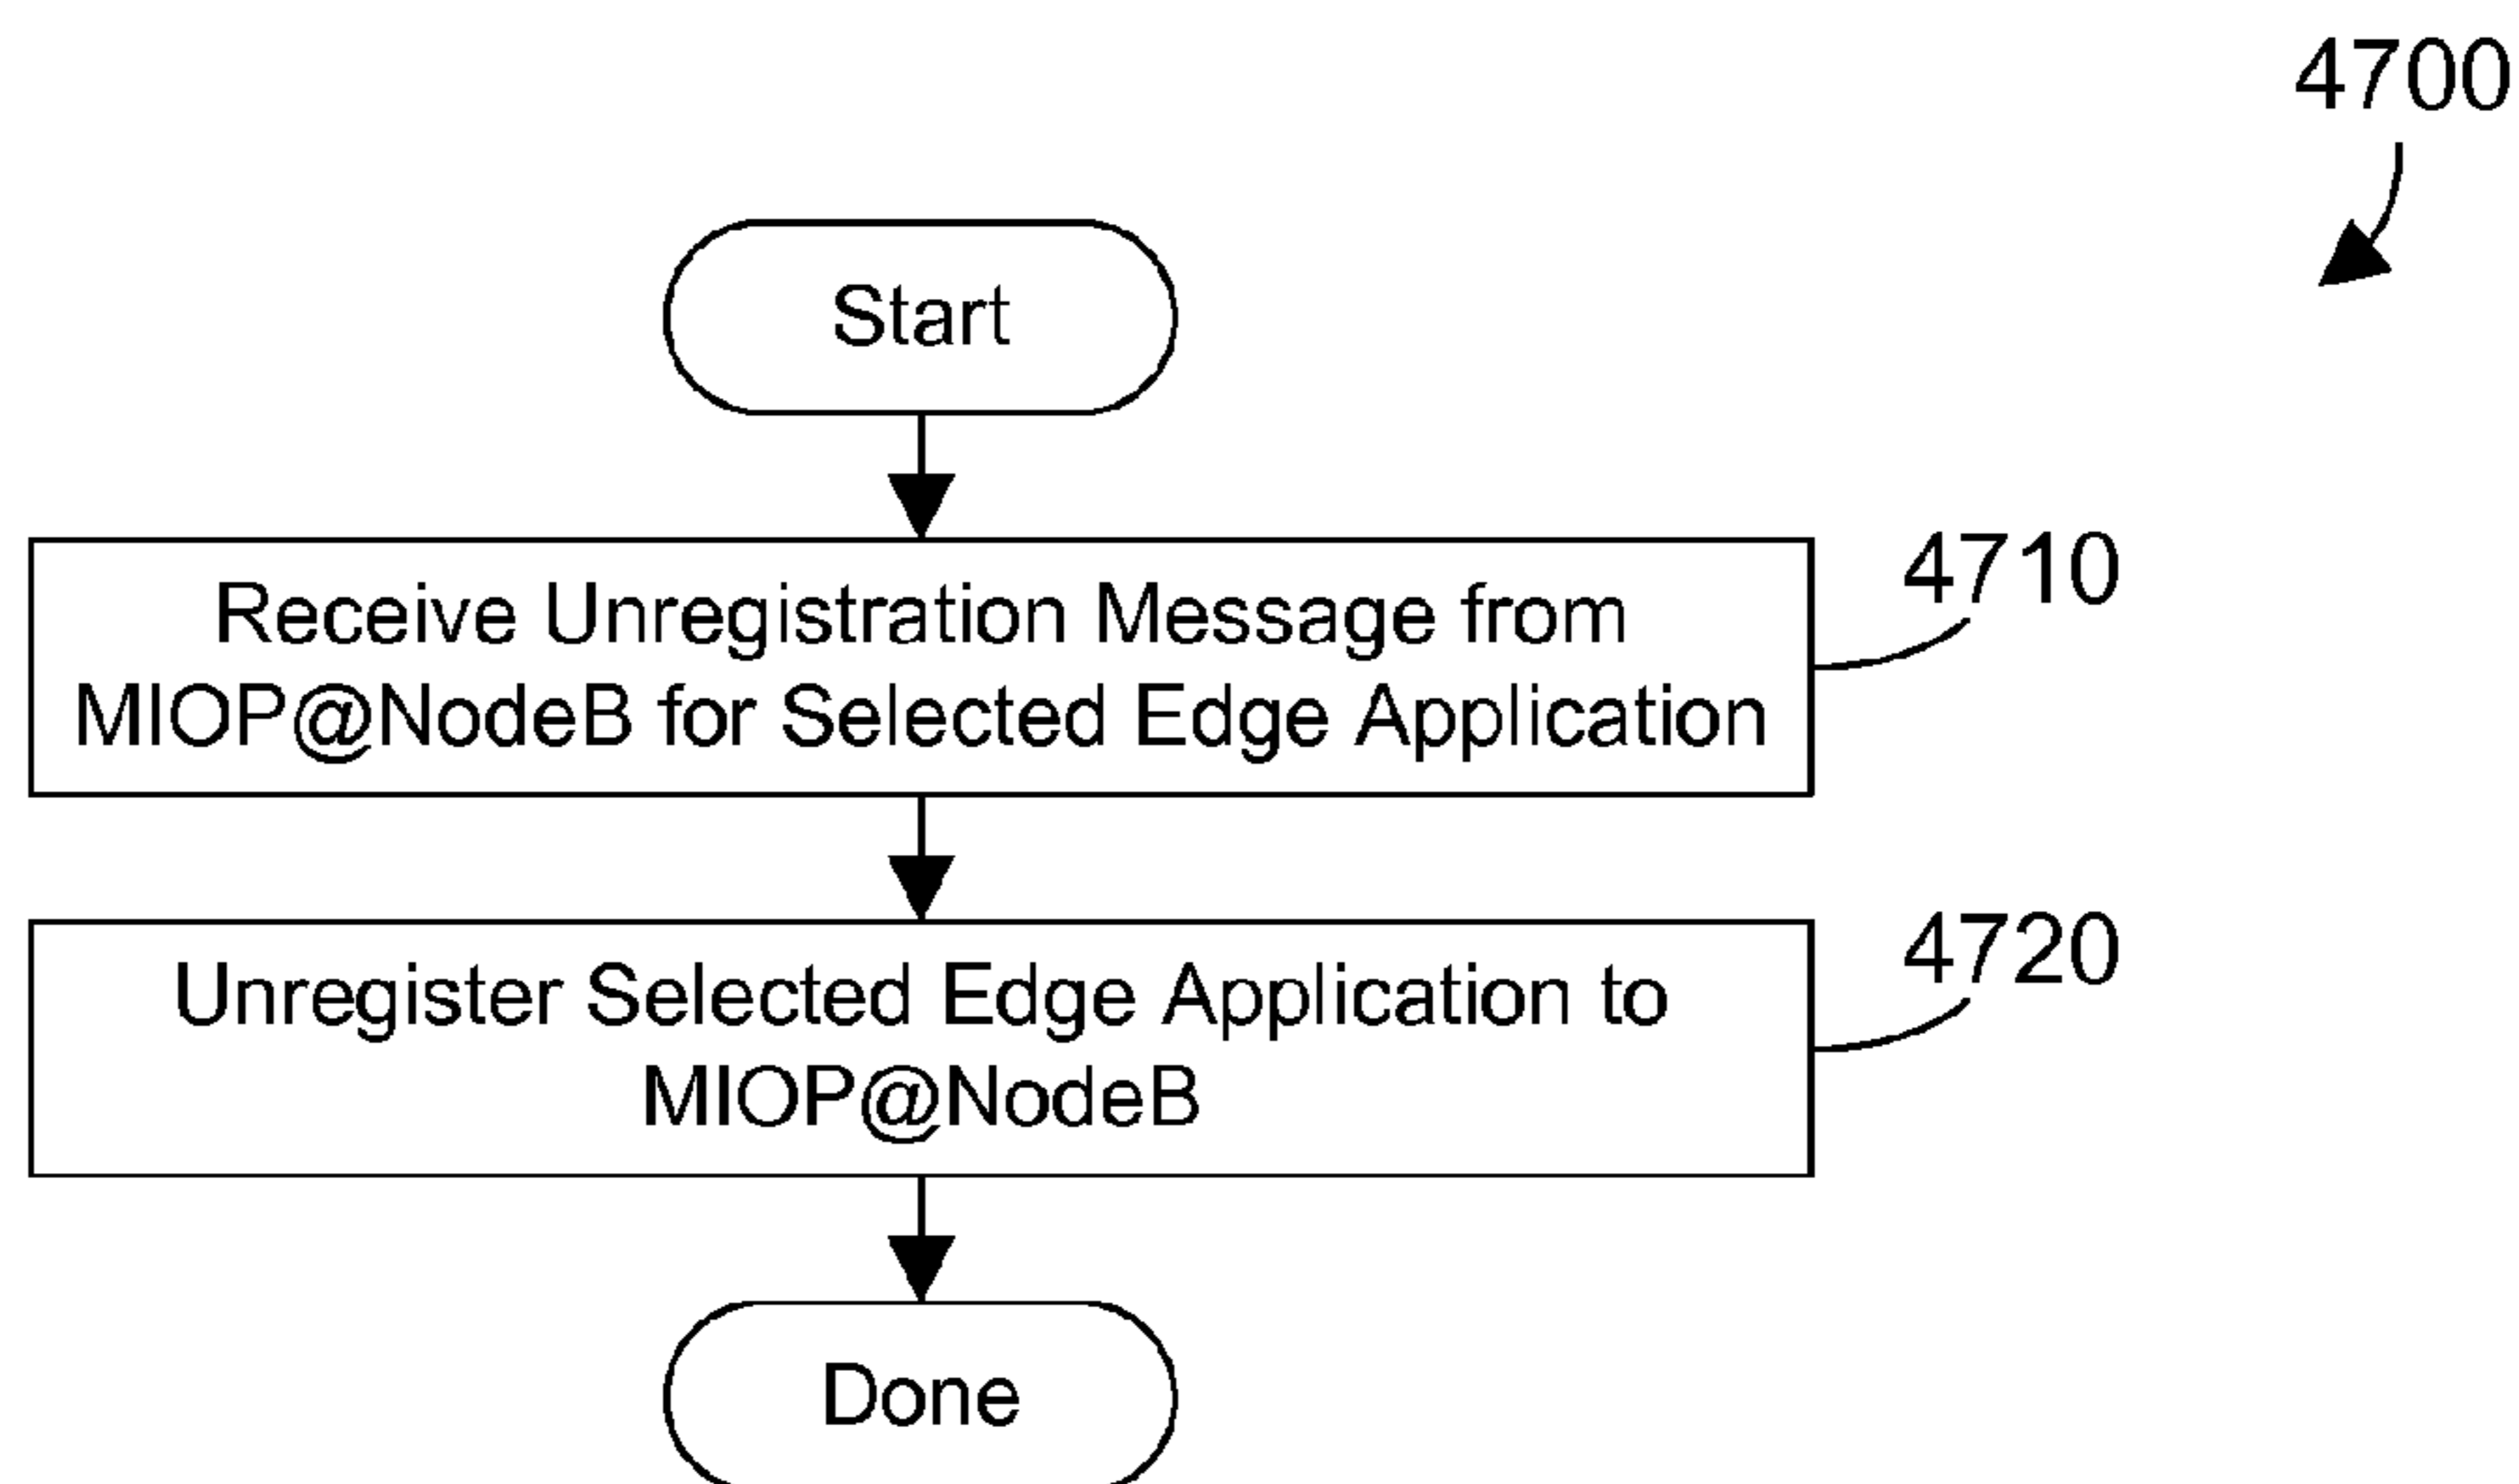 4700
Start
Receive Unregistration Message from
MIOP@NodeB for Selected Edge Application
4710
Unregister Selected Edge Application to
MIOP@NodeB
4720
Done